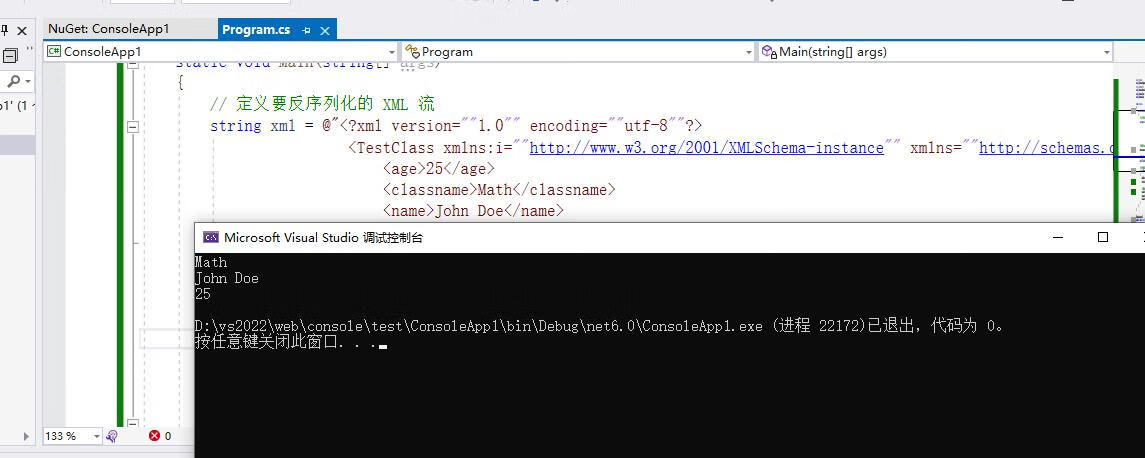 NuGet: ConsoleApp1
Program.cs
C# ConsoleApp1
Program
Main(string[] args)
static void Main(string[] args)
{
// 定义要反序列化的 XML 流
string xml = @"<?xml version=""1.0"" encoding=""utf-8""?>
<TestClass xmlns:i=""http://www.w3.org/2001/XMLSchema-instance"" xmlns=""http://schemas.
<age>25</age>
<classname>Math</classname>
<name>John Doe</name>
Microsoft Visual Studio 调试控制台
Math
John Doe
25
D:\vs2022\web\console\test\ConsoleApp1\bin\Debug\net6.0\ConsoleApp1.exe (进程 22172)已退出，代码为 0。
按任意键关闭此窗口. . .
133 %
0